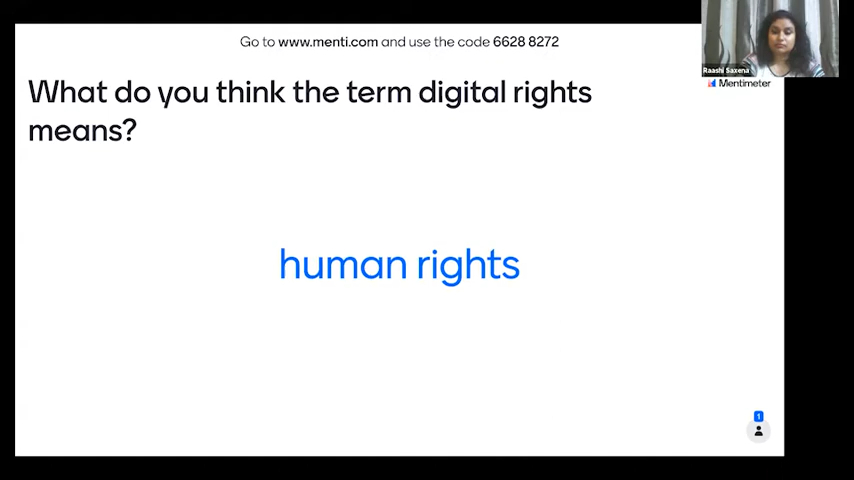 Go to www.menti.com and use the code 6628 8272
Raashi Saxena
Mentimeter
What do you think the term digital rights
means?
human rights
1